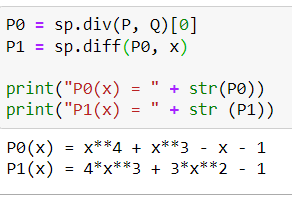 P0 = sp.div(P, Q)[0]
P1 = sp.diff(P0, x)
print("P0(x) = " + str(P0))
print("P1(x) = " + str (P1))
P0(x) = x**4 + x**3 - x - 1
P1(x) = 4*x**3 + 3*x**2 - 1